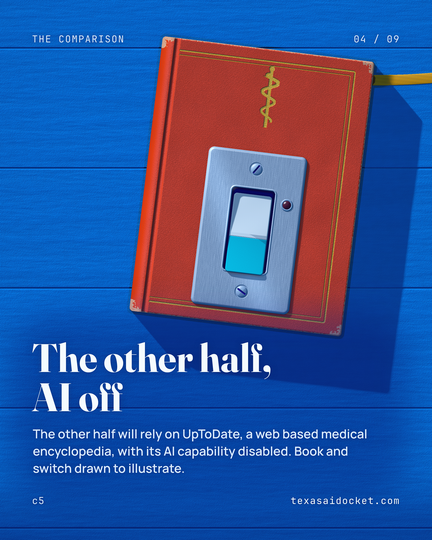 THE COMPARISON
04 / 09
The other half,
AI off
The other half will rely on UpToDate, a web based medical
encyclopedia, with its AI capability disabled. Book and
switch drawn to illustrate.
c5
texasaidocket.com